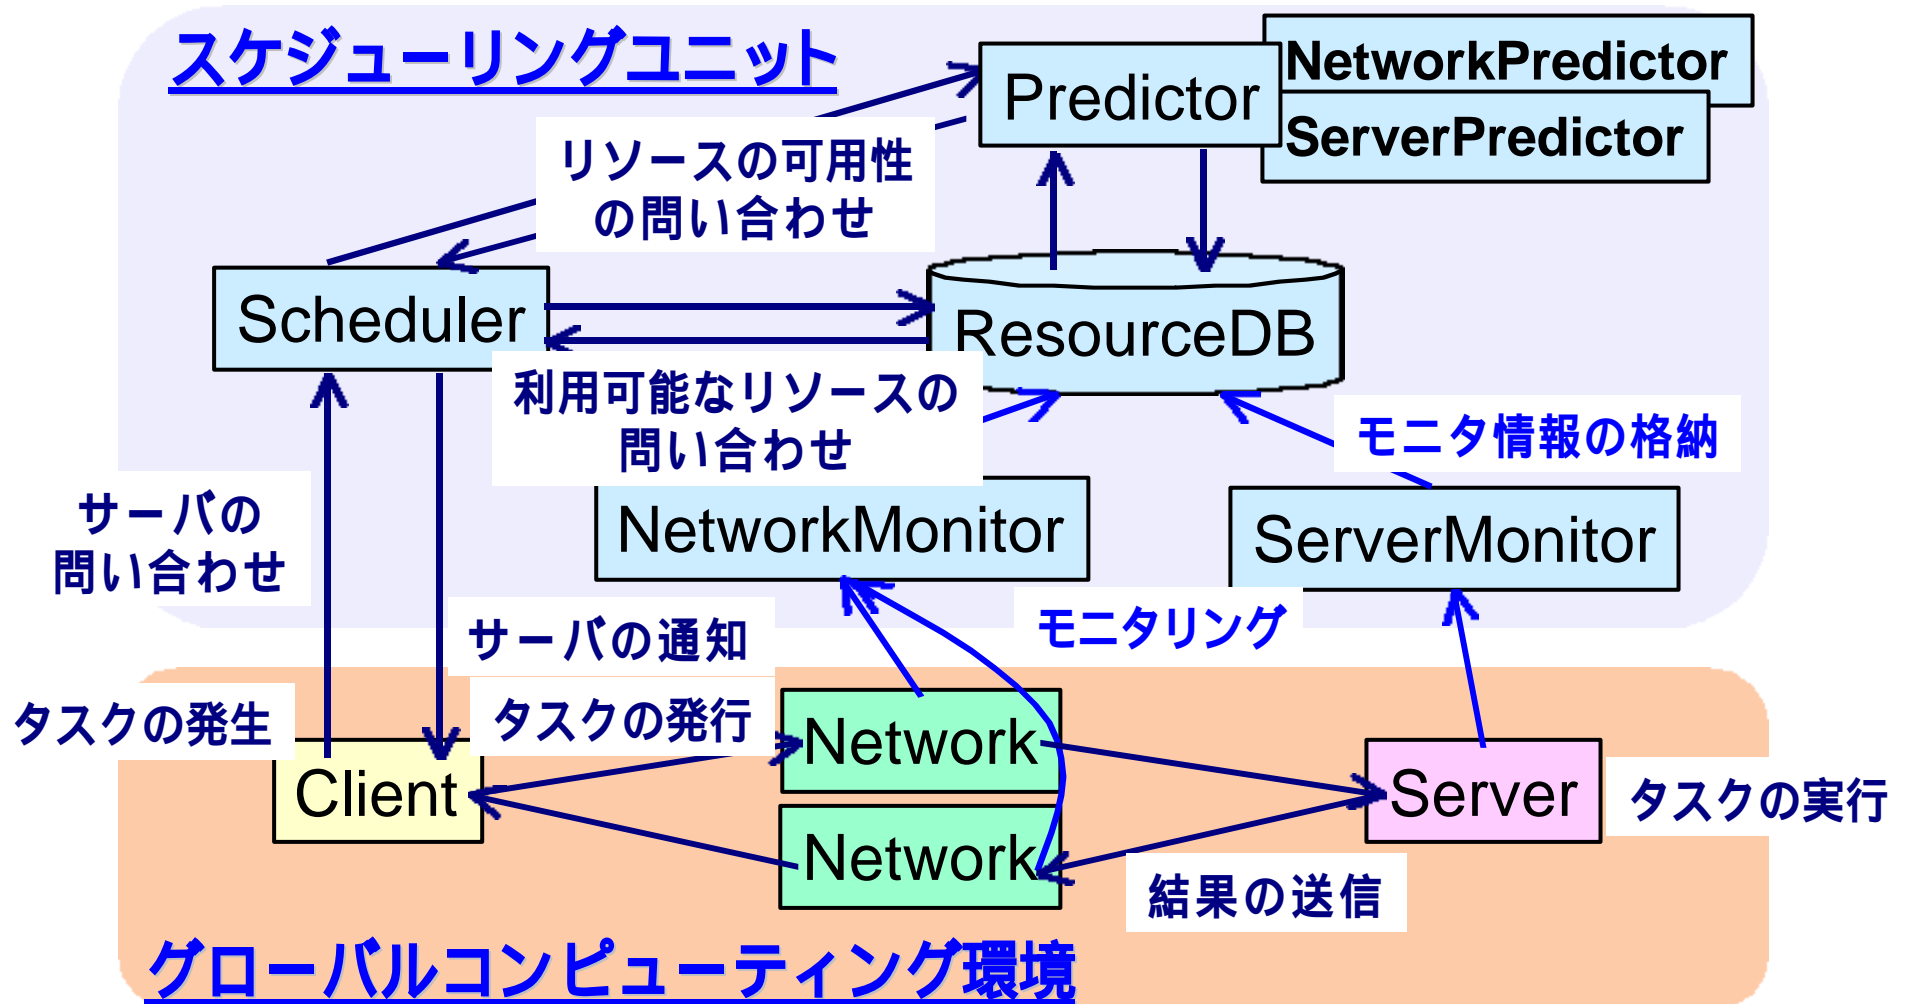 スケジューリングユニット
NetworkPredictor
Predictor
ServerPredictor
リソースの可用性
の問い合わせ
Scheduler
ResourceDB
利用可能なリソースの
問い合わせ
モニタ情報の格納
サーバの
問い合わせ
NetworkMonitor
ServerMonitor
サーバの通知
モニタリング
タスクの発生
タスクの発行
Network
Client
Server
タスクの実行
Network
結果の送信
グローバルコンピューティング環境